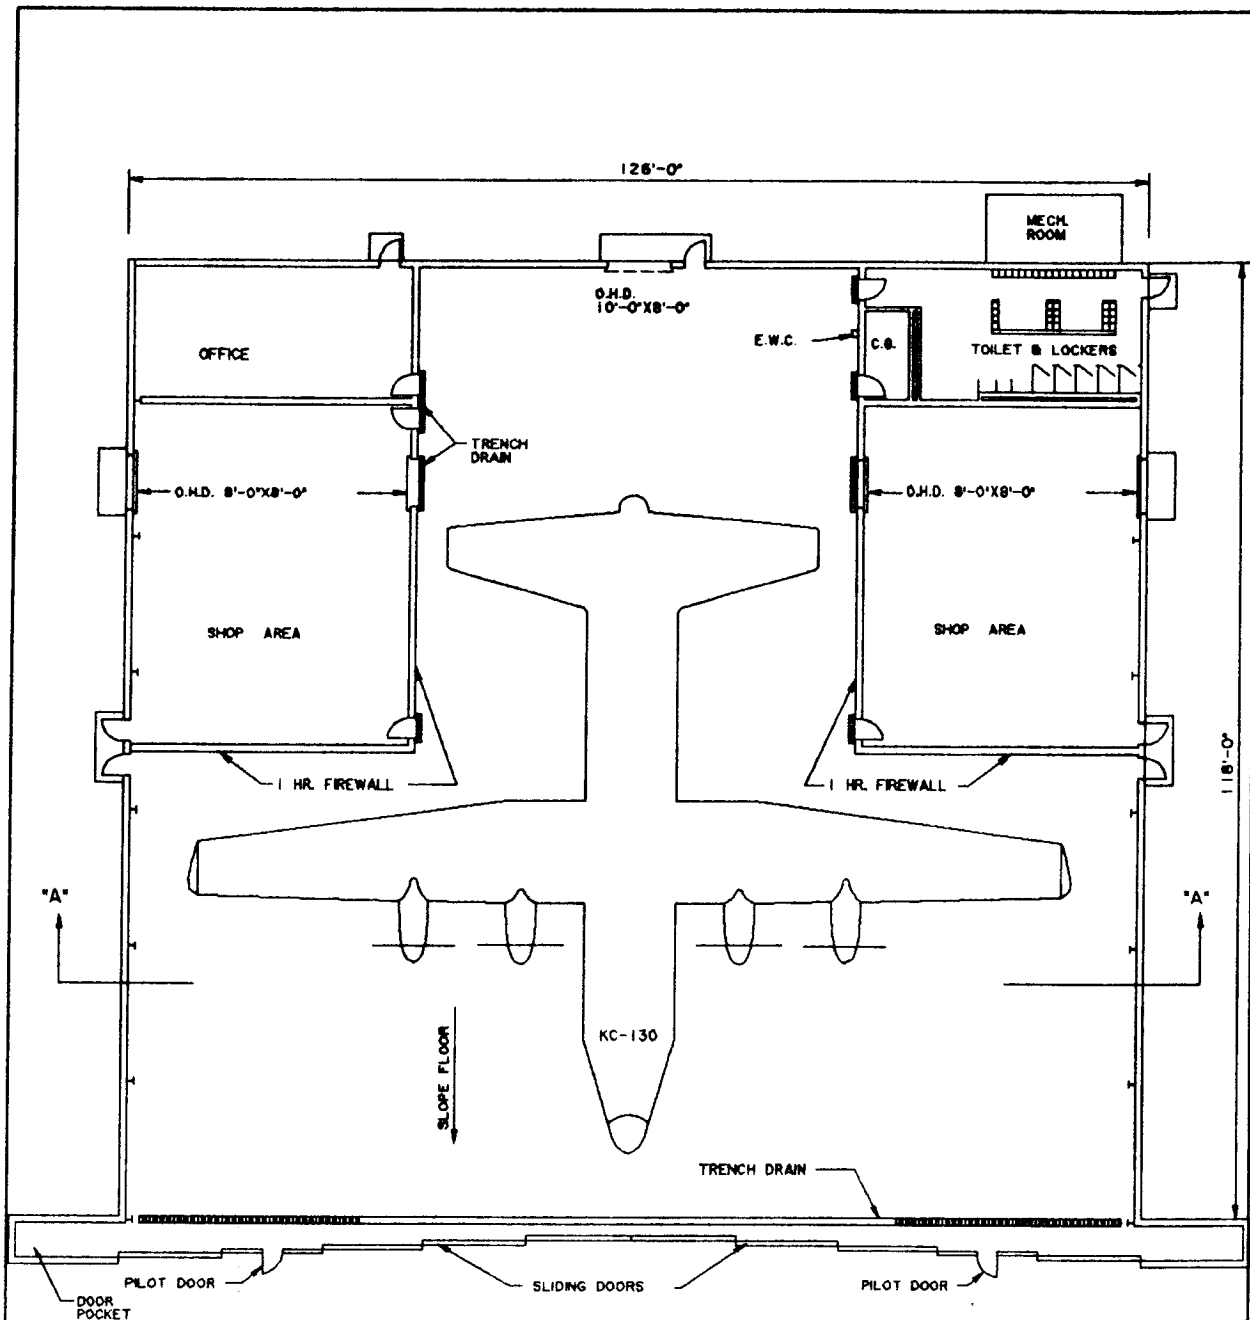 126'-0"
MECH.
ROOM
O.H.D.
10'-0"X8'-0"
E.W.C.
C.G.
OFFICE
TOILET & LOCKERS
TRENCH
DRAIN
O.H.D. 8'-0"X8'-0"
O.H.D. 8'-0"X8'-0"
SHOP AREA
SHOP AREA
1 HR. FIREWALL
1 HR. FIREWALL
118'-0"
"A"
"A"
KC-130
SLOPE FLOOR
TRENCH DRAIN
PILOT DOOR
SLIDING DOORS
PILOT DOOR
DOOR
POCKET